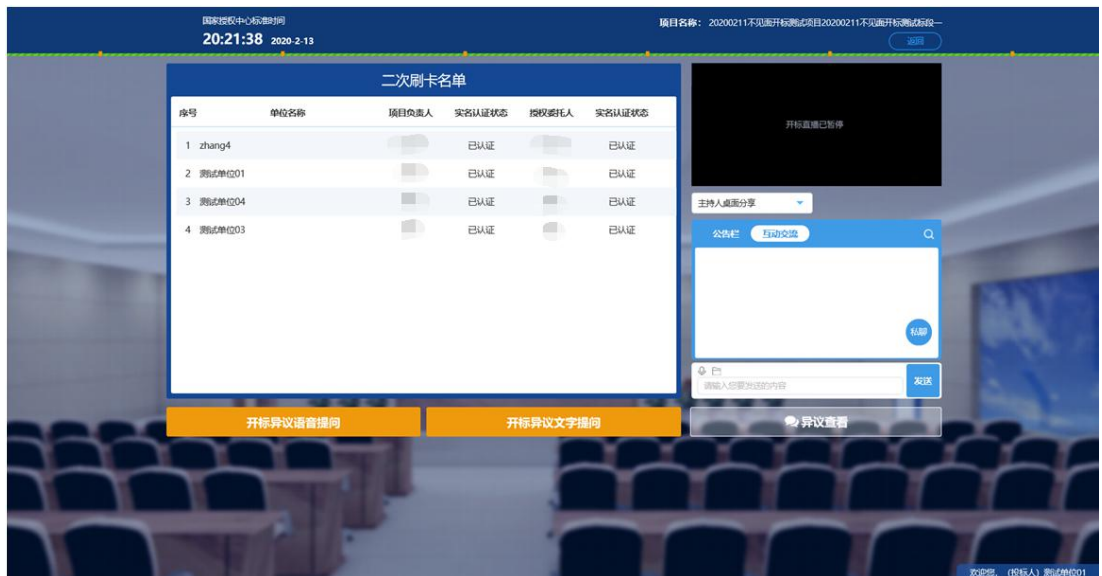 国家授权中心标准时间
20:21:38 2020-2-13
项目名称： 20200211不见面开标测试项目20200211不见面开标测试标段一
返回
二次刷卡名单
序号 单位名称 项目负责人 实名认证状态 授权委托人 实名认证状态
1 zhang4 已认证 已认证
2 测试单位01 已认证 已认证
3 测试单位04 已认证 已认证
4 测试单位03 已认证 已认证
开标直播已暂停
主持人桌面分享
公告栏 互动交流
私聊
请输入您要发送的内容
发送
开标异议语音提问 开标异议文字提问 异议查看
欢迎您，（投标人）测试单位01